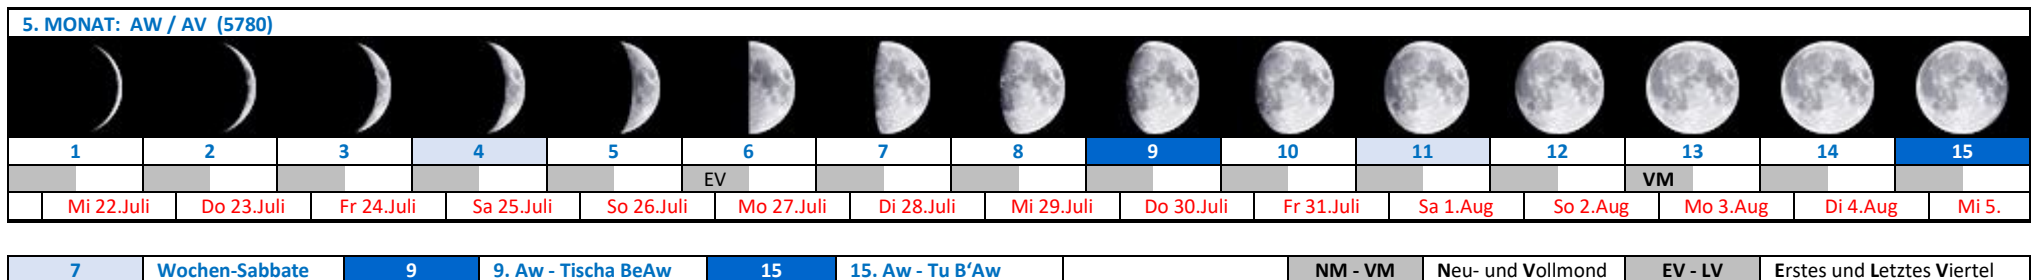 5. MONAT: AW / AV (5780)
1 2 3 4 5 6 7 8 9 10 11 12 13 14 15
EV VM
Mi 22.Juli Do 23.Juli Fr 24.Juli Sa 25.Juli So 26.Juli Mo 27.Juli Di 28.Juli Mi 29.Juli Do 30.Juli Fr 31.Juli Sa 1.Aug So 2.Aug Mo 3.Aug Di 4.Aug Mi 5.
7 Wochen-Sabbate 9 9. Aw - Tischa BeAw 15 15. Aw - Tu B‘Aw NM - VM Neu- und Vollmond EV - LV Erstes und Letztes Viertel